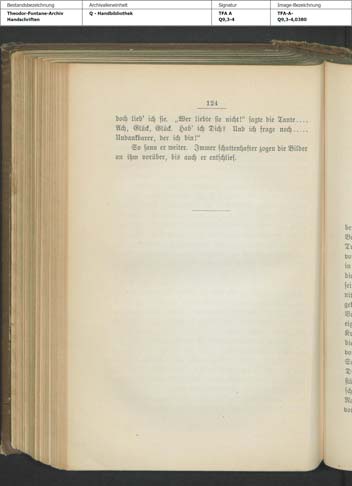 Bestandsbezeichnung
Theodor-Fontane-Archiv
Handschriften
Archivalieneinheit
Q - Handbibliothek
Signatur
TFA A
Q9,3-4
Image-Bezeichnung
TFA-A-
Q9,3-4,0380
124
doch lieb' ich sie. „Wer liebte sie nicht!“ sagte die Tante....
Ach, Glück, Glück. Hab' ich Dich? Und ich frage noch.....
Undankbarer, der ich bin!“
So sann er weiter. Immer schattenhafter zogen die Bilder
an ihm vorüber, bis auch er entschlief.